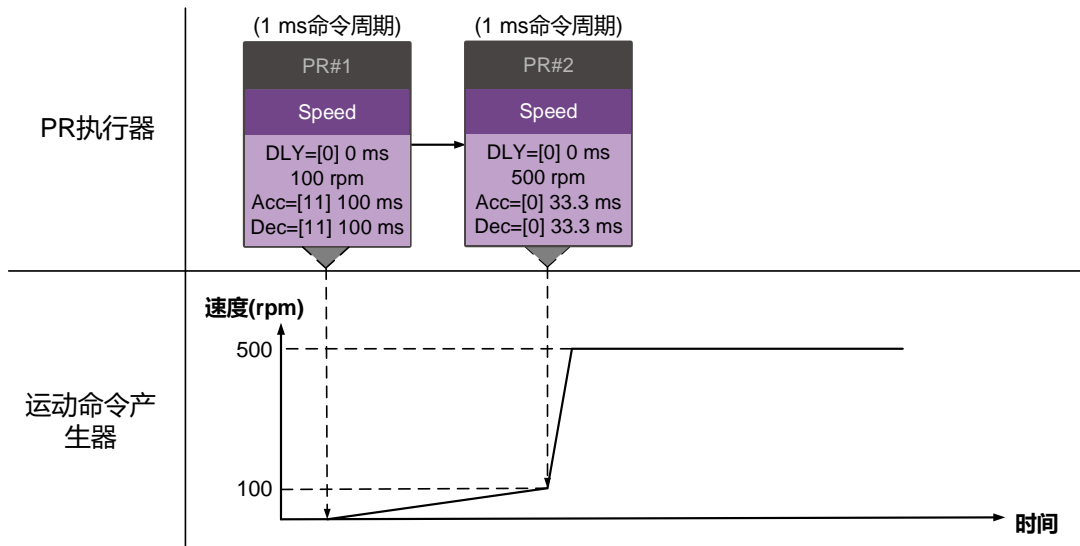 (1 ms命令周期)
(1 ms命令周期)
PR执行器
PR#1
Speed
DLY=[0] 0 ms
100 rpm
Acc=[11] 100 ms
Dec=[11] 100 ms
PR#2
Speed
DLY=[0] 0 ms
500 rpm
Acc=[0] 33.3 ms
Dec=[0] 33.3 ms
运动命令产
生器
速度(rpm)
500
100
时间